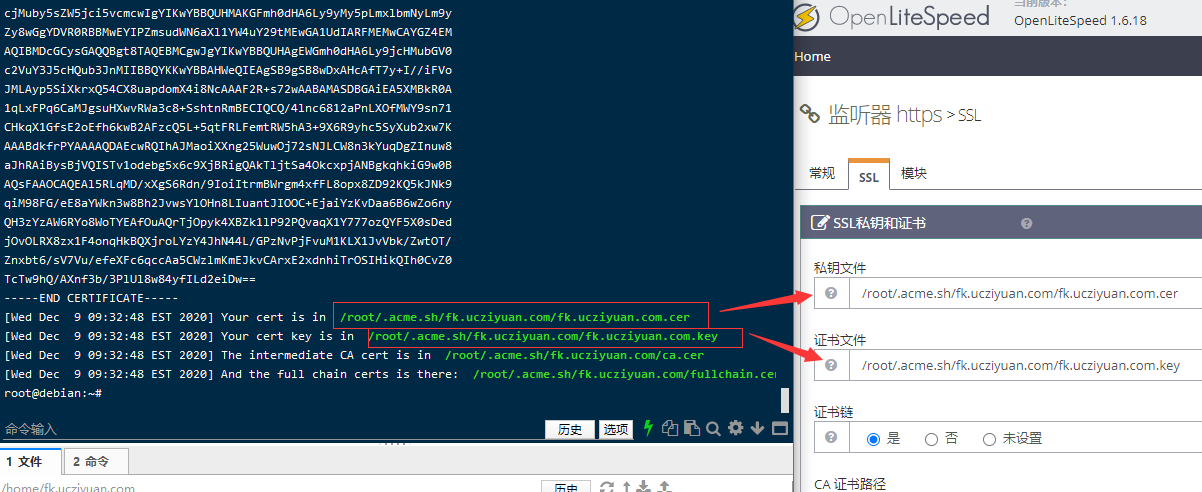 cjMuby5sZW5jci5vcmcwIgYIKwYBBQUHMAKGFmh0dHA6Ly9yMy5pLmxlbmNyLm9y
Zy8wGgYDVR0RBBMwEYIPZmsudWN6aXl1YW4uY29tMEwGA1UdIARFMEMwCAYGZ4EM
AQIBMDcGCysGAQQBgt8TAQEBMCgwJgYIKwYBBQUHAgEWGmh0dHA6Ly9jcHMubGV0
c2VuY3J5cHQub3JnMIIBBQYKKwYBBAHWeQIEAgSB9gSB8wDxAHcAfT7y+I//iFVo
JMLAyp5SiXkrxQ54CX8uapdomX4i8NcAAAF2R+s72wAABAMASDBGAiEA5XMBkR0A
1qLxFPq6CaMJgsuHXwvRWa3c8+SshtnRmBECIQCQ/4lnc6812aPnLXOfMWY9sn71
CHkqX1GfsE2oEfh6kwB2AFzcQ5L+5qtFRLFemtRW5hA3+9X6R9yhc5SyXub2xw7K
AAABdkfrPYAAAAQDAEcwRQIhAJMaoiXXng25WuwOj72sNJLCW8n3kYuqDgZInuw8
aJhRAiBysBjVQISTv1odebg5x6c9XjBRigQAkTljtSa4OkcxpjANBgkqhkiG9w0B
AQsFAAOCAQEAl5RLqMD/xXgS6Rdn/9IoiItrmBWrgm4xfFL8opx8ZD92KQ5kJNk9
qiM98FG/eE8aYWkn3w8Bh2JvwsYlOHn8LIuantJIOOC+EjaiYzKvDaa6B6wZo6ny
QH3zYzAW6RYo8WoTYEAfOuAQrTjOpyk4XBZk1lP92PQvaqX1Y777ozQYF5X0sDed
jOvOLRX8zx1F4onqHkBQXjroLYzY4JhN44L/GPzNvPjFvuM1KLX1JvVbk/ZwtOT/
Znxbt6/sV7Vu/efeXFc6qccAa5CWzlmKmEJkvCArxE2xdnhiTrOSIHikQIh0CvZ0
TcTw9hQ/AXnf3b/3PlUl8w84yfILd2eiDw==
-----END CERTIFICATE-----
[Wed Dec  9 09:32:48 EST 2020] Your cert is in  /root/.acme.sh/fk.ucziyuan.com/fk.ucziyuan.com.cer
[Wed Dec  9 09:32:48 EST 2020] Your cert key is in  /root/.acme.sh/fk.ucziyuan.com/fk.ucziyuan.com.key
[Wed Dec  9 09:32:48 EST 2020] The intermediate CA cert is in  /root/.acme.sh/fk.ucziyuan.com/ca.cer
[Wed Dec  9 09:32:48 EST 2020] And the full chain certs is there:  /root/.acme.sh/fk.ucziyuan.com/fullchain.cer
root@debian:~#
命令输入
历史 选项
1 文件 2 命令
/home/fk.ucziyuan.com
历史
OpenLiteSpeed
当前版本:
OpenLiteSpeed 1.6.18
Home
监听器 https > SSL
常规 SSL 模块
SSL私钥和证书
私钥文件
/root/.acme.sh/fk.ucziyuan.com/fk.ucziyuan.com.cer
证书文件
/root/.acme.sh/fk.ucziyuan.com/fk.ucziyuan.com.key
证书链
是 否 未设置
CA 证书路径